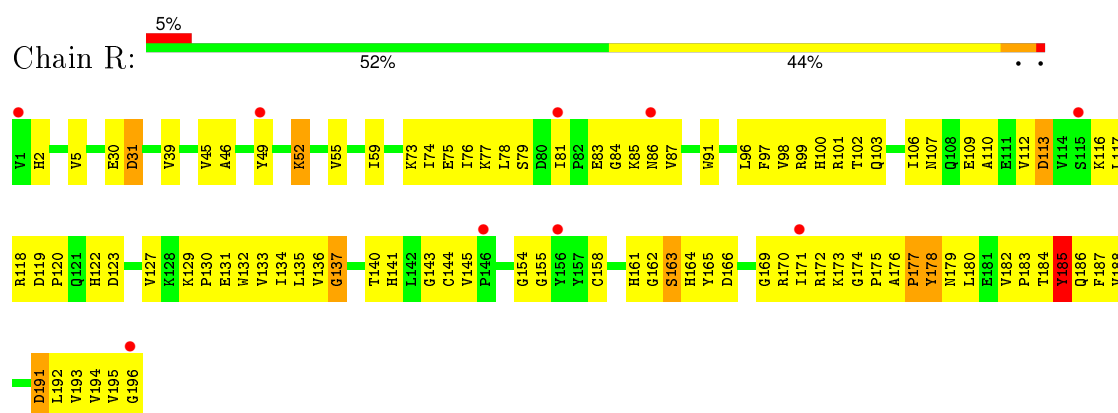 5%
Chain R:
52% 44% • •
V1 H2 V5 E30 D31 V39 V45 A46 Y49 K52 V55 I59 K73 I74 E75 I76 K77 L78 S79 D80 I81 P82 E83 G84 K85 N86 V87 W91 L96 F97 V98 R99 H100 R101 T102 Q103 I106 N107 Q108 E109 A110 E111 V112 D113 V114 S115 K116 L117
R118 D119 P120 Q121 H122 D123 V127 K128 K129 P130 E131 W132 V133 I134 L135 V136 G137 T140 H141 L142 G143 C144 V145 P146 G154 G155 Y156 Y157 C158 H161 G162 S163 H164 Y165 D166 G169 R170 I171 R172 K173 G174 P175 A176 P177 Y178 N179 L180 E181 V182 P183 T184 Y185 Q186 F187 V188
D191 L192 V193 V194 V195 G196